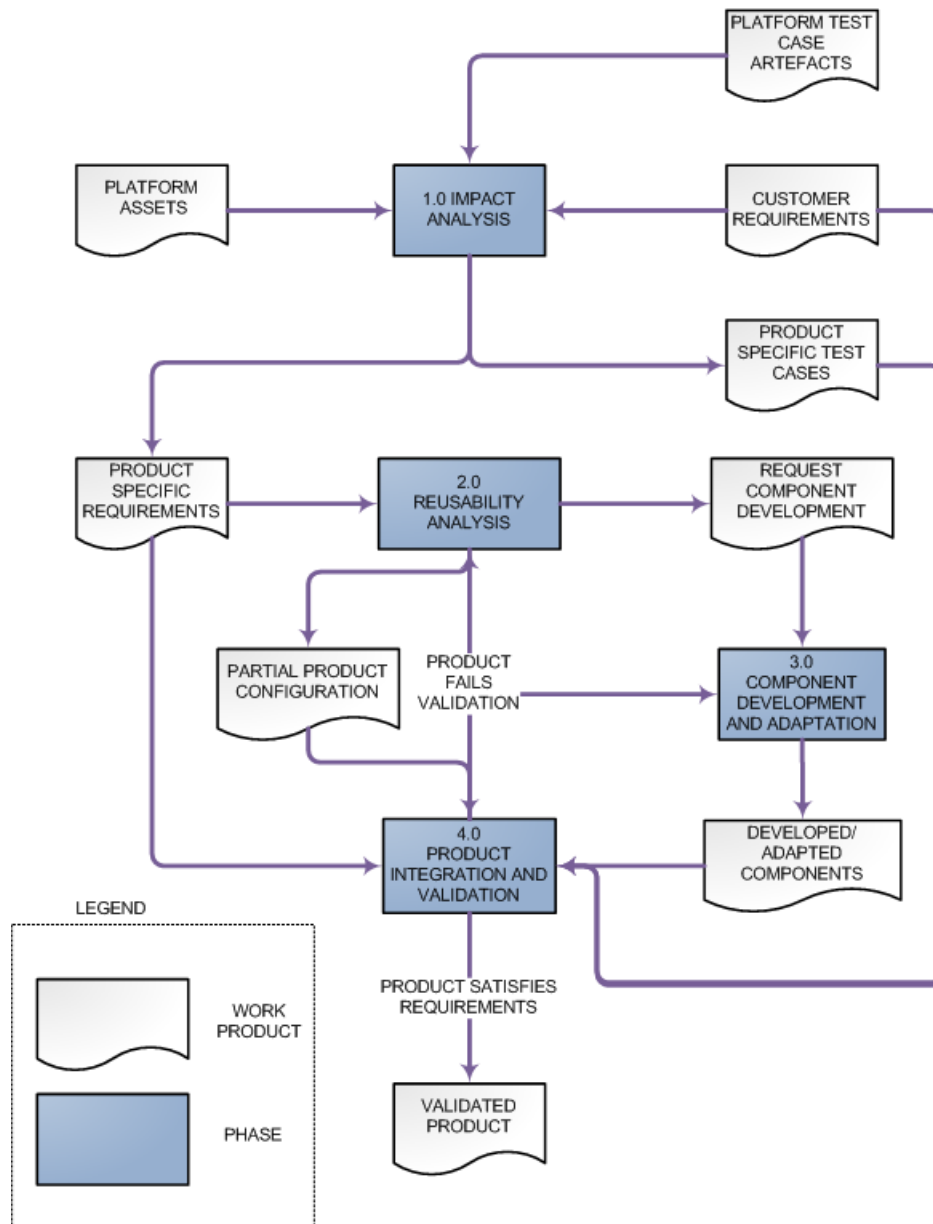 PLATFORM TEST
CASE
ARTEFACTS
PLATFORM
ASSETS
1.0 IMPACT
ANALYSIS
CUSTOMER
REQUIREMENTS
PRODUCT
SPECIFIC TEST
CASES
PRODUCT
SPECIFIC
REQUIREMENTS
2.0
REUSABILITY
ANALYSIS
REQUEST
COMPONENT
DEVELOPMENT
PARTIAL PRODUCT
CONFIGURATION
PRODUCT
FAILS
VALIDATION
3.0
COMPONENT
DEVELOPMENT
AND ADAPTATION
4.0
PRODUCT
INTEGRATION AND
VALIDATION
DEVELOPED/
ADAPTED
COMPONENTS
LEGEND
WORK
PRODUCT
PHASE
PRODUCT SATISFIES
REQUIREMENTS
VALIDATED
PRODUCT